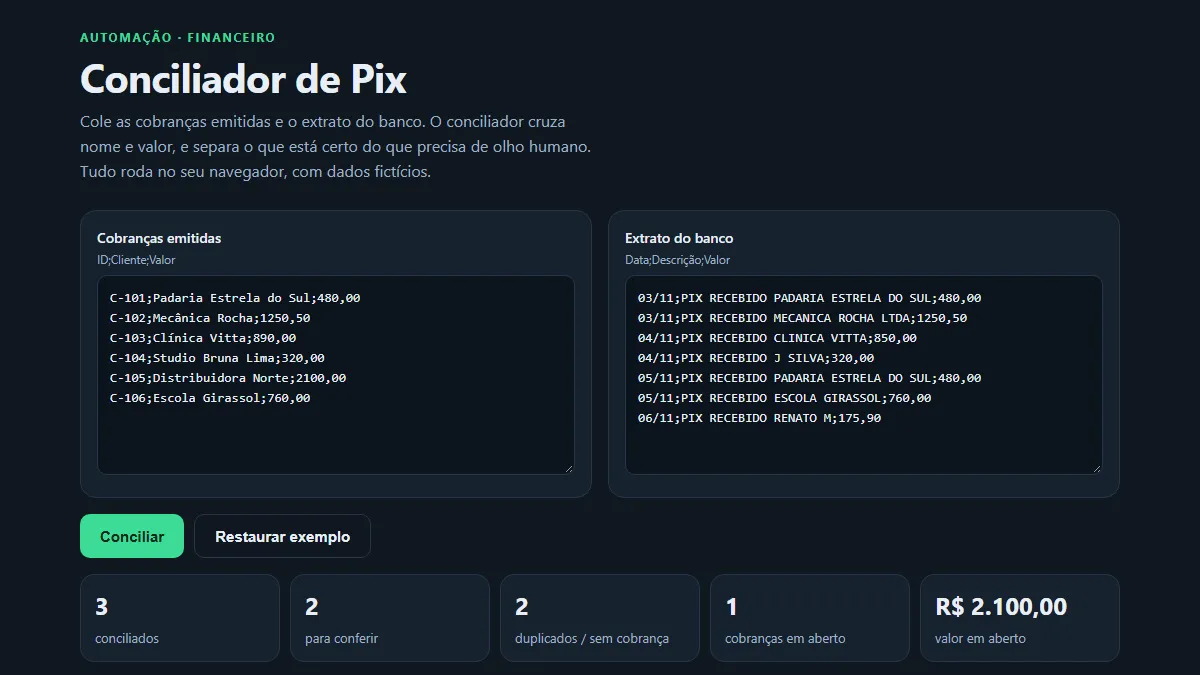 AUTOMAÇÃO · FINANCEIRO
Conciliador de Pix
Cole as cobranças emitidas e o extrato do banco. O conciliador cruza
nome e valor, e separa o que está certo do que precisa de olho humano.
Tudo roda no seu navegador, com dados fictícios.
Cobranças emitidas
ID;Cliente;Valor
C-101;Padaria Estrela do Sul;480,00
C-102;Mecânica Rocha;1250,50
C-103;Clínica Vitta;890,00
C-104;Studio Bruna Lima;320,00
C-105;Distribuidora Norte;2100,00
C-106;Escola Girassol;760,00
Extrato do banco
Data;Descrição;Valor
03/11;PIX RECEBIDO PADARIA ESTRELA DO SUL;480,00
03/11;PIX RECEBIDO MECANICA ROCHA LTDA;1250,50
04/11;PIX RECEBIDO CLINICA VITTA;850,00
04/11;PIX RECEBIDO J SILVA;320,00
05/11;PIX RECEBIDO PADARIA ESTRELA DO SUL;480,00
05/11;PIX RECEBIDO ESCOLA GIRASSOL;760,00
06/11;PIX RECEBIDO RENATO M;175,90
Conciliar
Restaurar exemplo
3
conciliados
2
para conferir
2
duplicados / sem cobrança
1
cobranças em aberto
R$ 2.100,00
valor em aberto